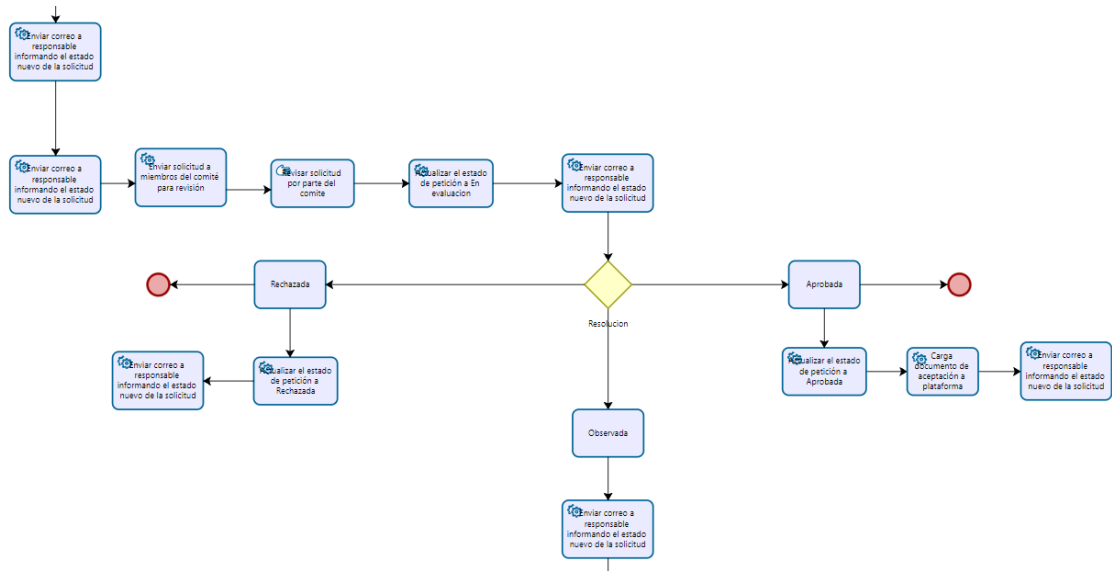 Enviar correo a
responsable
informando el estado
nuevo de la solicitud
Enviar correo a
responsable
informando el estado
nuevo de la solicitud
Enviar solicitud a
miembros del comité
para revisión
Revisar solicitud
por parte del
comite
Actualizar el estado
de petición a En
evaluacion
Enviar correo a
responsable
informando el estado
nuevo de la solicitud
Rechazada
Resolucion
Aprobada
Enviar correo a
responsable
informando el estado
nuevo de la solicitud
Actualizar el estado
de petición a
Rechazada
Actualizar el estado
de petición a
Aprobada
Carga
documento de
aceptación a
plataforma
Enviar correo a
responsable
informando el estado
nuevo de la solicitud
Observada
Enviar correo a
responsable
informando el estado
nuevo de la solicitud